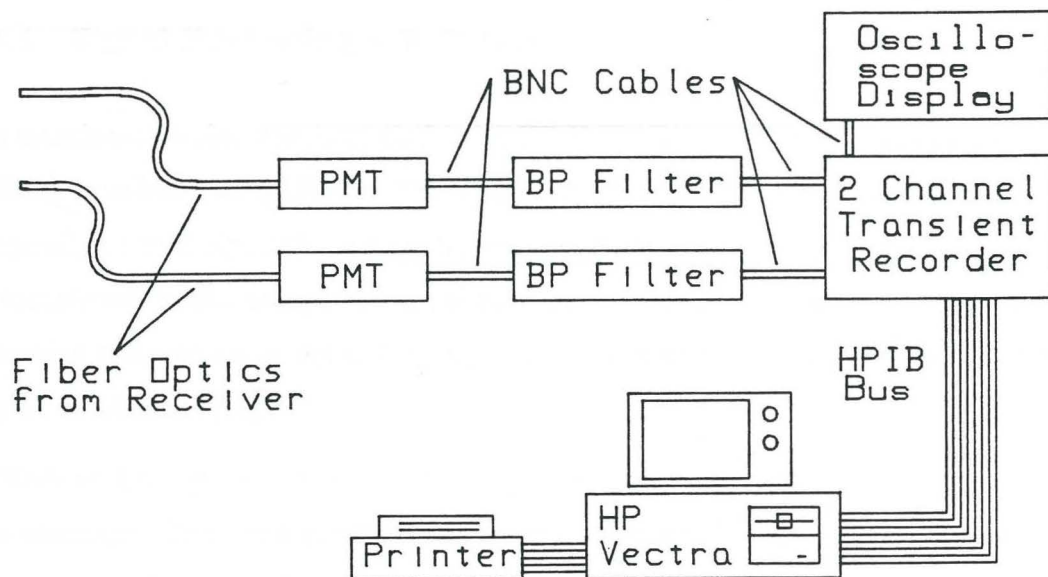 Oscillo-
scope
Display
BNC Cables
PMT
BP Filter
2 Channel
Transient
Recorder
PMT
BP Filter
Fiber Optics
from Receiver
HPIB
Bus
HP
Vectra
Printer